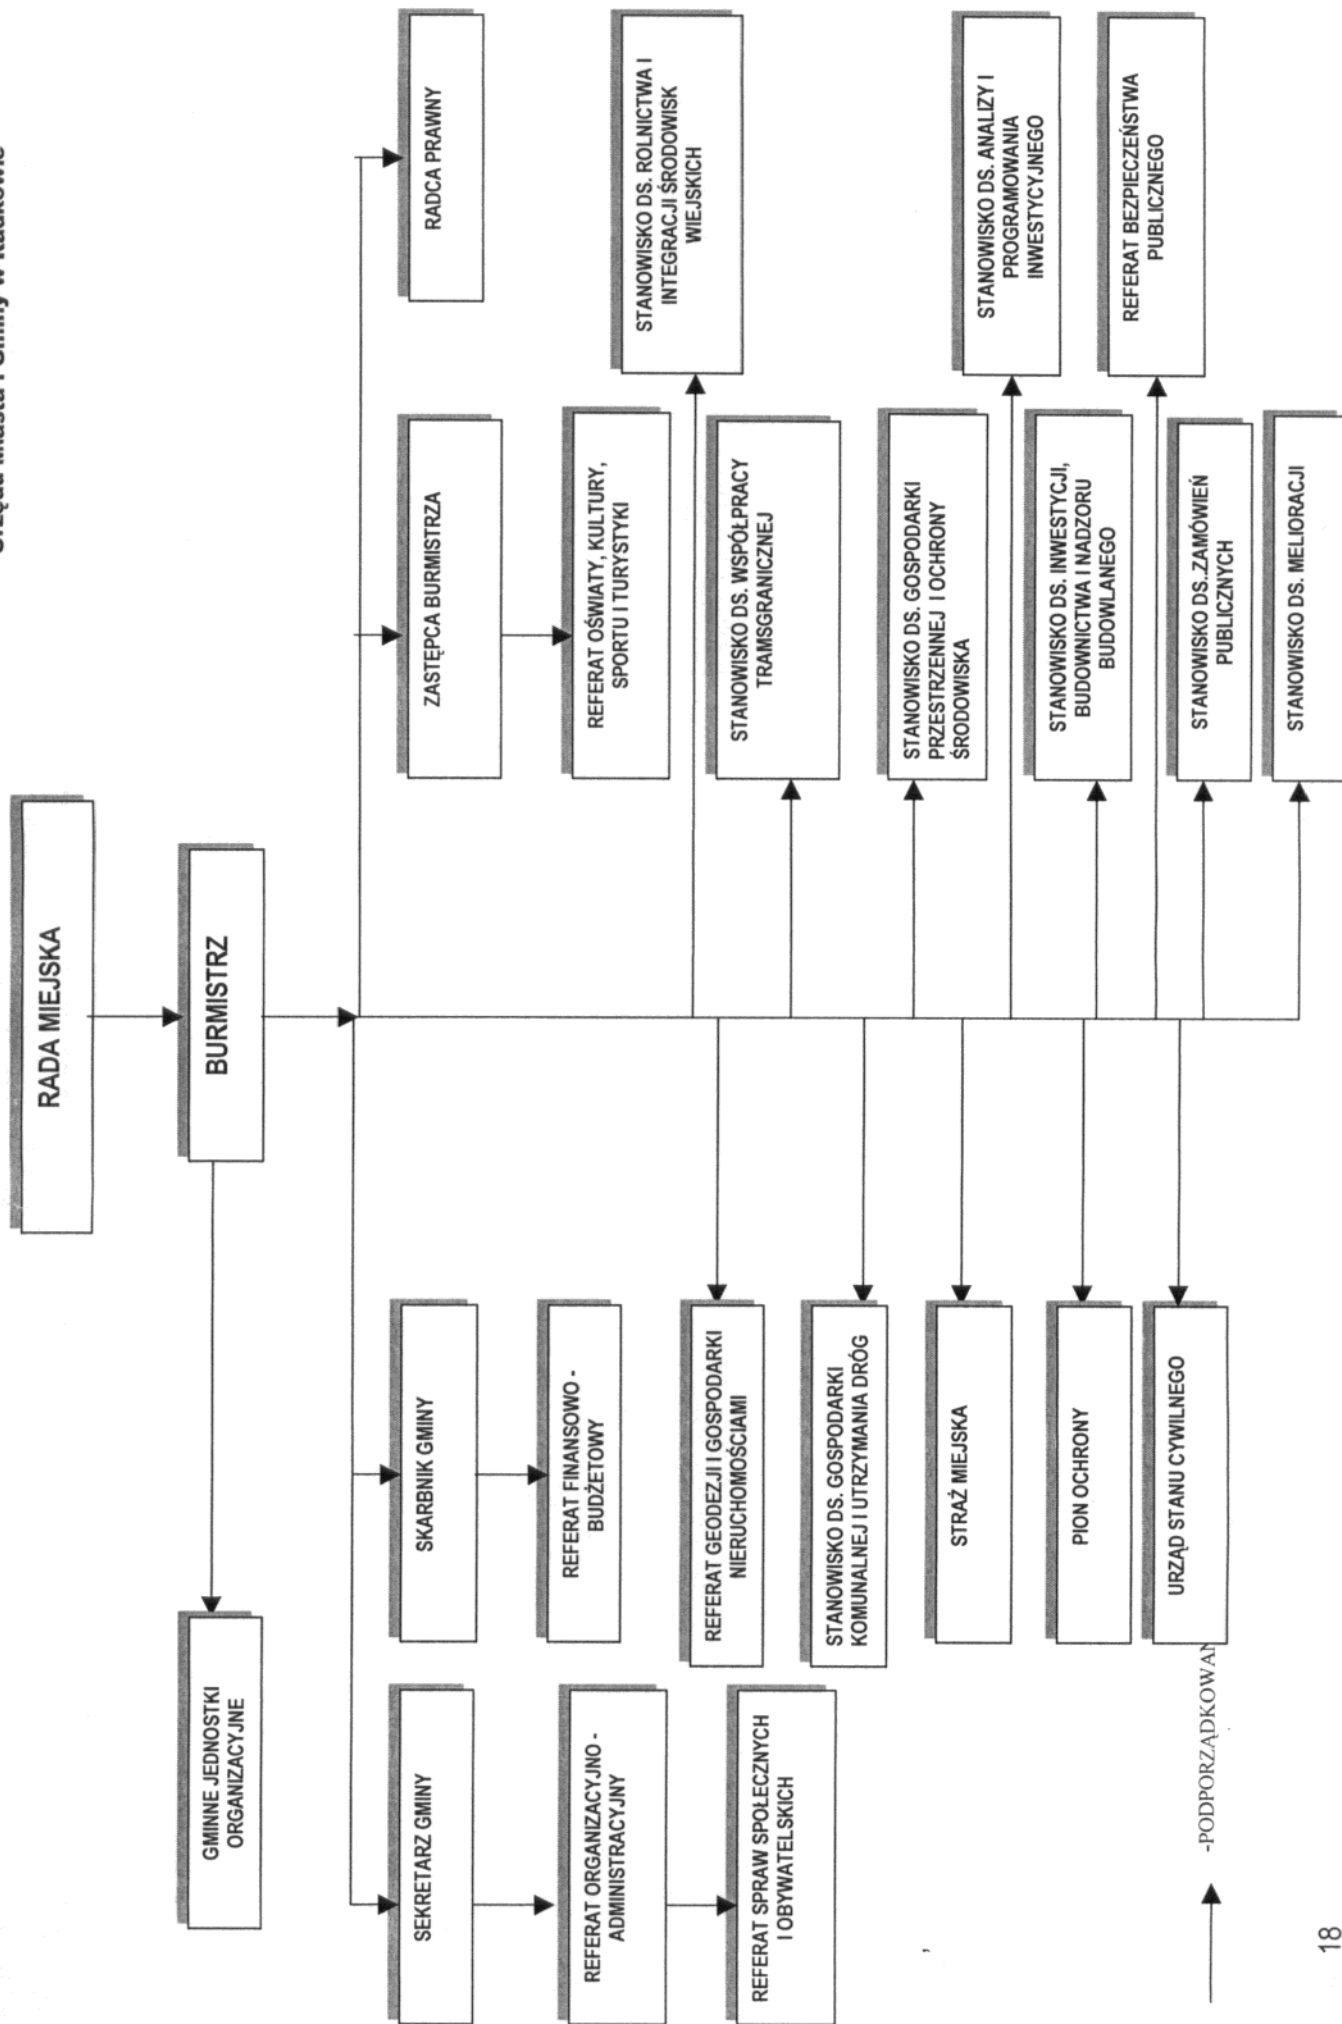 Urzędu Miasta i Gminy w Radkowie
RADA MIEJSKA
BURMISTRZ
GMINNE JEDNOSTKI
ORGANIZACYJNE
SEKRETARZ GMINY
SKARBNIK GMINY
ZASTĘPCA BURMISTRZA
RADCA PRAWNY
REFERAT ORGANIZACYJNO -
ADMINISTRACYJNY
REFERAT FINANSOWO -
BUDŻETOWY
REFERAT OŚWIATY, KULTURY,
SPORTU I TURYSTYKI
STANOWISKO DS. ROLNICTWA I
INTEGRACJI ŚRODOWISK
WIEJSKICH
REFERAT SPRAW SPOŁECZNYCH
I OBYWATELSKICH
REFERAT GEODEZJI I GOSPODARKI
NIERUCHOMOŚCIAMI
STANOWISKO DS. WSPÓŁPRACY
TRAMSGRANICZNEJ
STANOWISKO DS. GOSPODARKI
KOMUNALNEJ I UTRZYMANIA DRÓG
STANOWISKO DS. GOSPODARKI
PRZESTRZENNEJ I OCHRONY
ŚRODOWISKA
STRAŻ MIEJSKA
STANOWISKO DS. ANALIZY I
PROGRAMOWANIA
INWESTYCYJNEGO
PION OCHRONY
STANOWISKO DS. INWESTYCJI,
BUDOWNICTWA I NADZORU
BUDOWLANEGO
REFERAT BEZPIECZEŃSTWA
PUBLICZNEGO
URZĄD STANU CYWILNEGO
STANOWISKO DS.ZAMÓWIEŃ
PUBLICZNYCH
STANOWISKO DS. MELIORACJI
-PODPORZĄDKOWAN
18